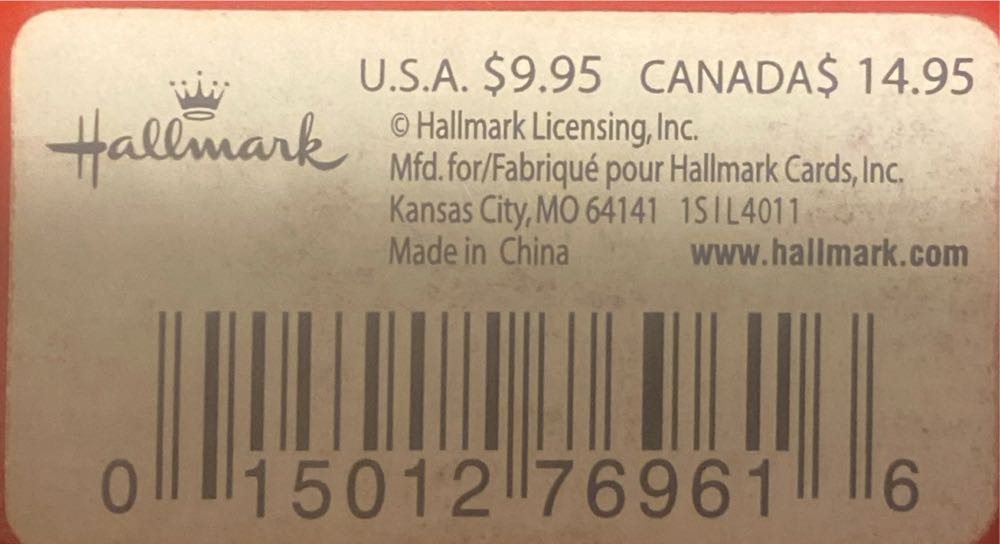 Hallmark
U.S.A. $9.95 CANADA$ 14.95
© Hallmark Licensing, Inc.
Mfd. for/Fabriqué pour Hallmark Cards, Inc.
Kansas City, MO 64141 1SIL4011
Made in China www.hallmark.com
0 15012 76961 6